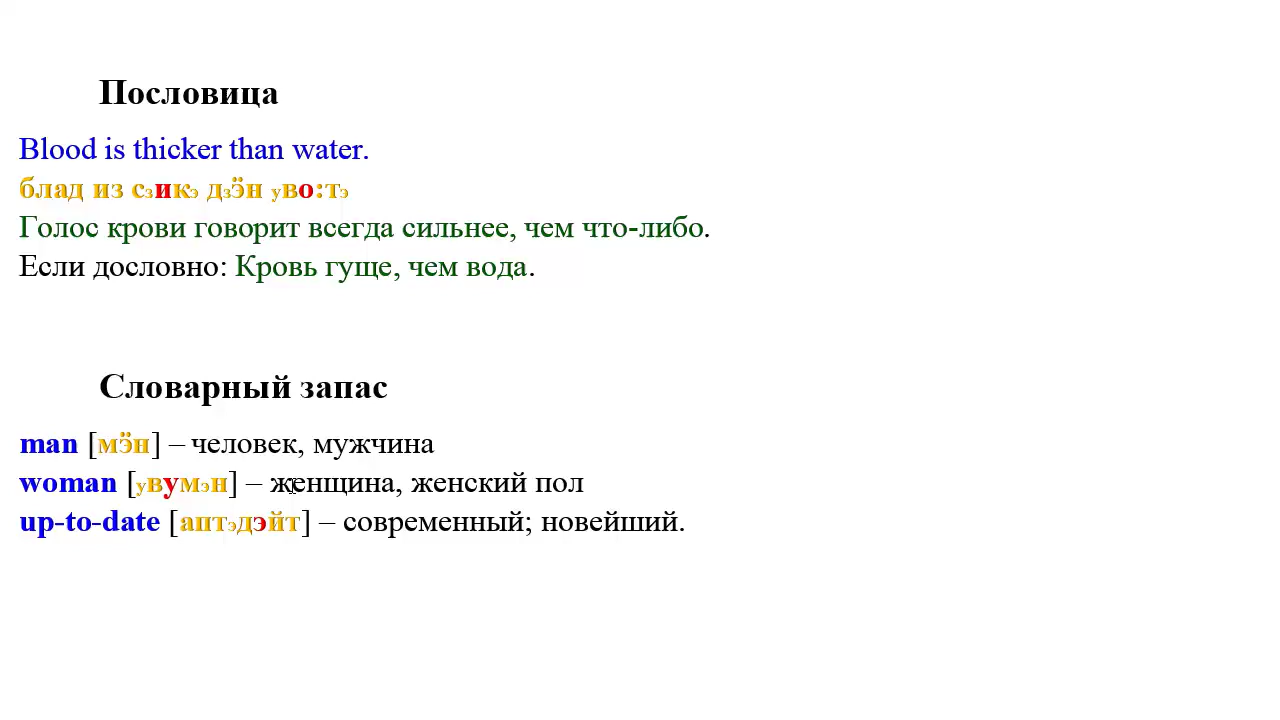 Пословица
Blood is thicker than water.
блад из сзикэ дзӭн уво:тэ
Голос крови говорит всегда сильнее, чем что-либо.
Если дословно: Кровь гуще, чем вода.
Словарный запас
man [мӭн] – человек, мужчина
woman [увумэн] – женщина, женский пол
up-to-date [аптэдэйт] – современный; новейший.